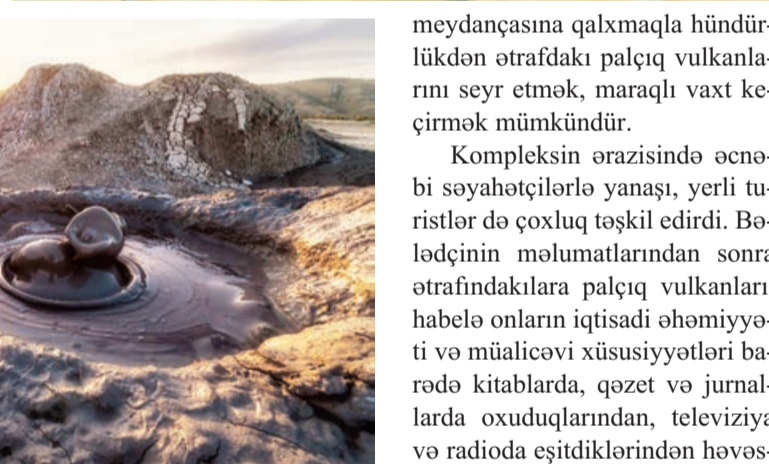 meydançasına qalxmaqla hündür-
lükdən ətrafdakı palçıq vulkanla-
rını seyr etmək, maraqlı vaxt ke-
çirmək mümkündür.
Kompleksin ərazisində əcnə-
bi səyahətçilərlə yanaşı, yerli tu-
ristlər də çoxluq təşkil edirdi. Bə-
lədçinin məlumatlarından sonra
ətrafındakılara palçıq vulkanları
habelə onların iqtisadi əhəmiyyə-
ti və müalicəvi xüsusiyyətləri ba-
rədə kitablarda, qəzet və jurnal-
larda oxuduqlarından, televiziya
və radioda eşitdiklərindən həvəs-